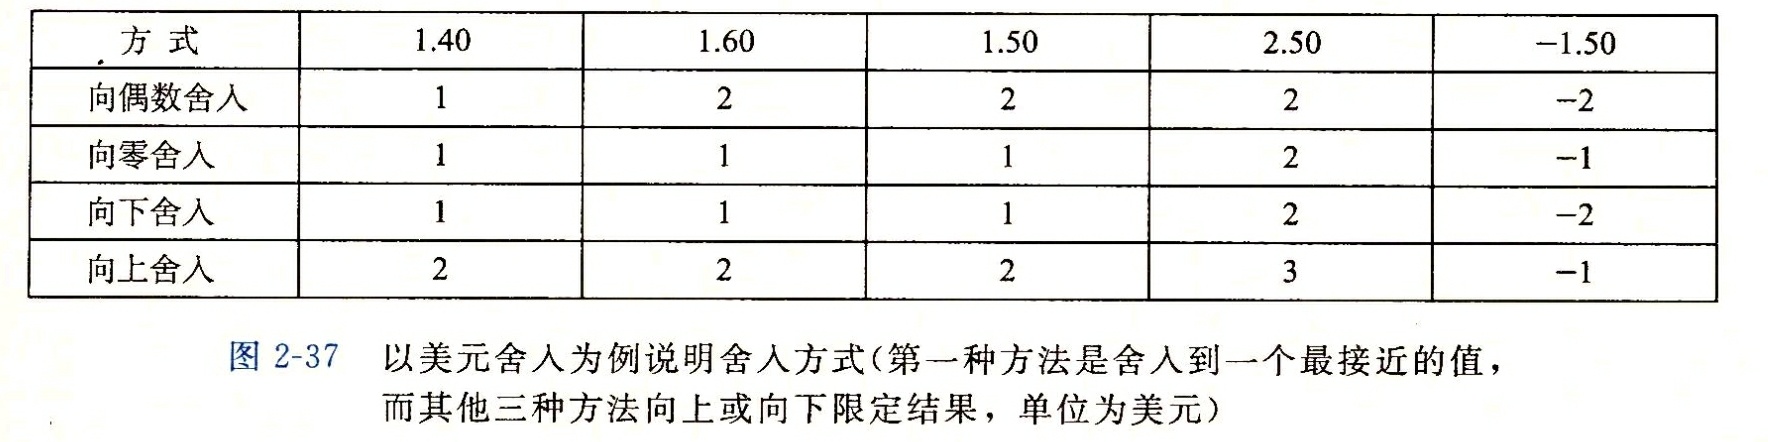 方 式 1.40 1.60 1.50 2.50 −1.50
向偶数舍入 1 2 2 2 −2
向零舍入 1 1 1 2 −1
向下舍入 1 1 1 2 −2
向上舍入 2 2 2 3 −1
图 2-37 以美元舍入为例说明舍入方式(第一种方法是舍入到一个最接近的值,
而其他三种方法向上或向下限定结果,单位为美元)